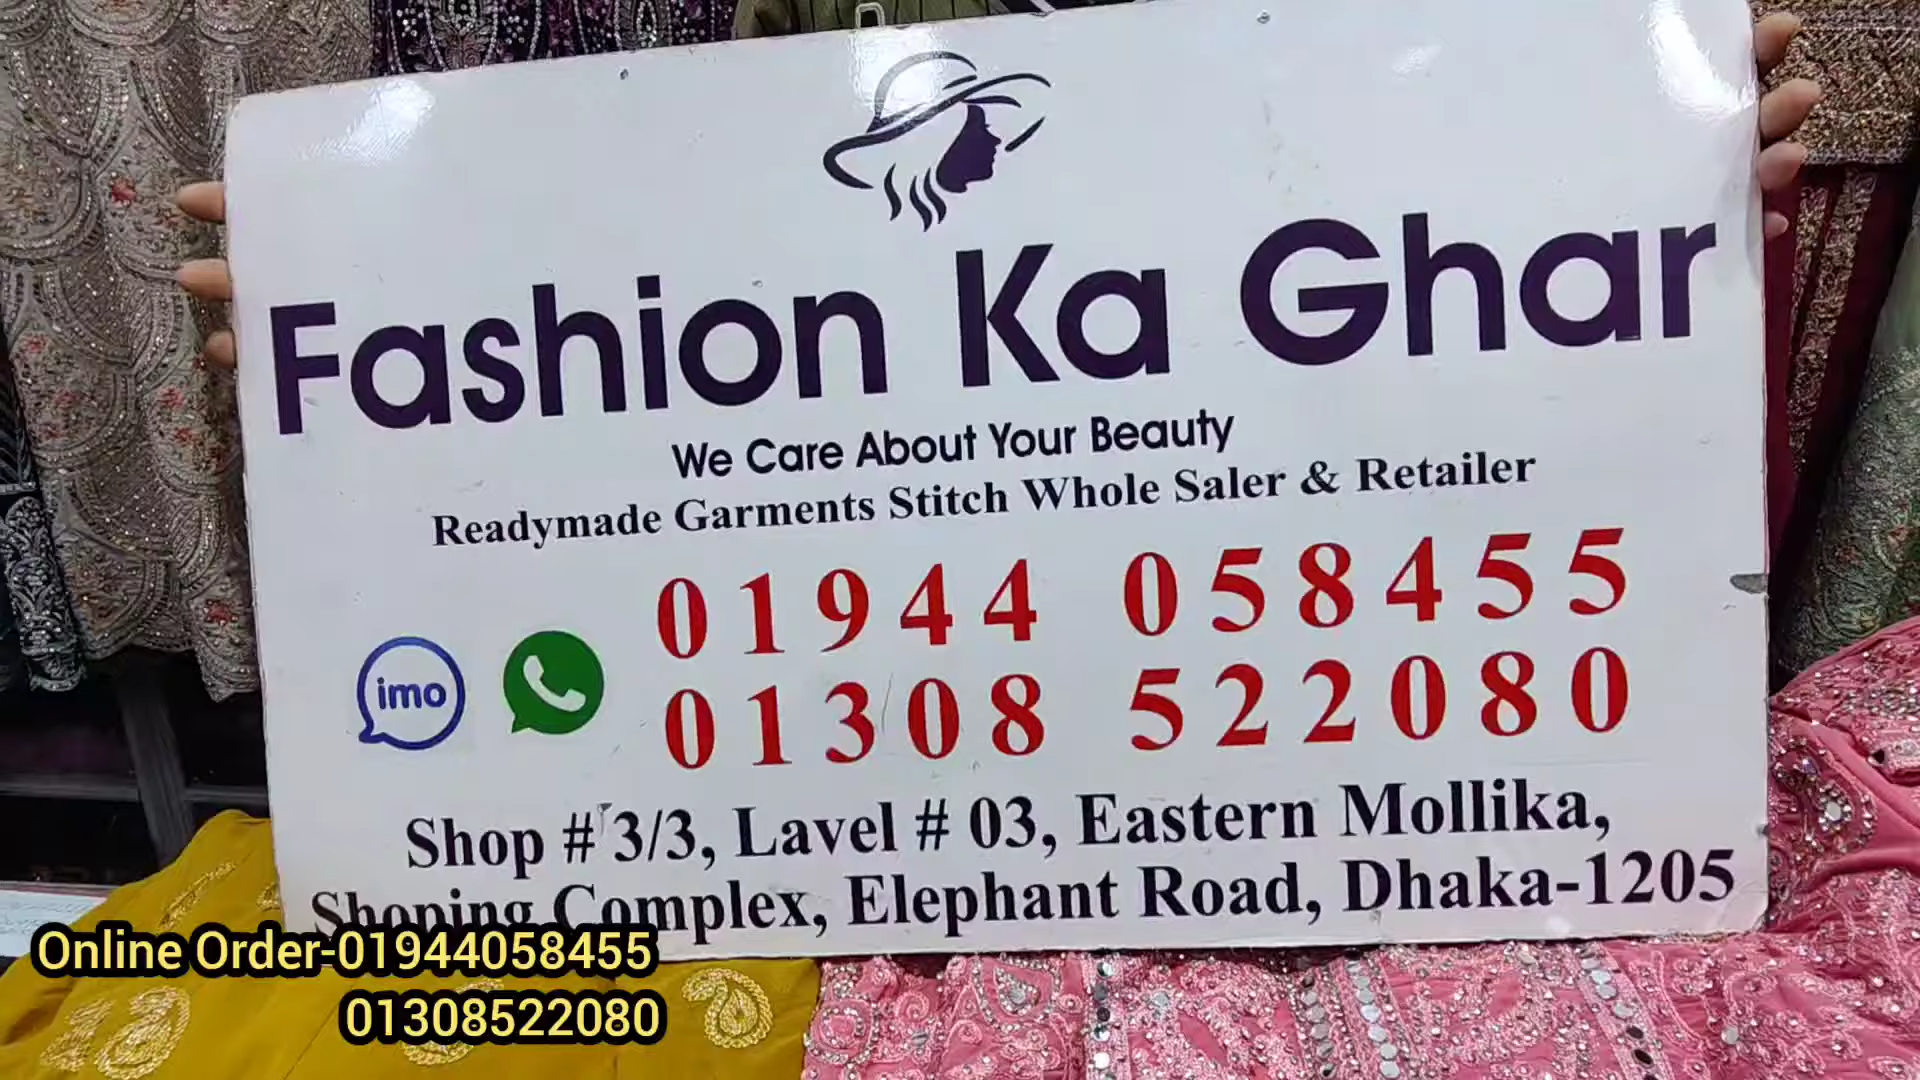 Fashion Ka Ghar
We Care About Your Beauty
Readymade Garments Stitch Whole Saler & Retailer
01944 058455
imo
01308 522080
Shop # 3/3, Lavel # 03, Eastern Mollika,
Shoping Complex, Elephant Road, Dhaka-1205
Online Order-01944058455
01308522080